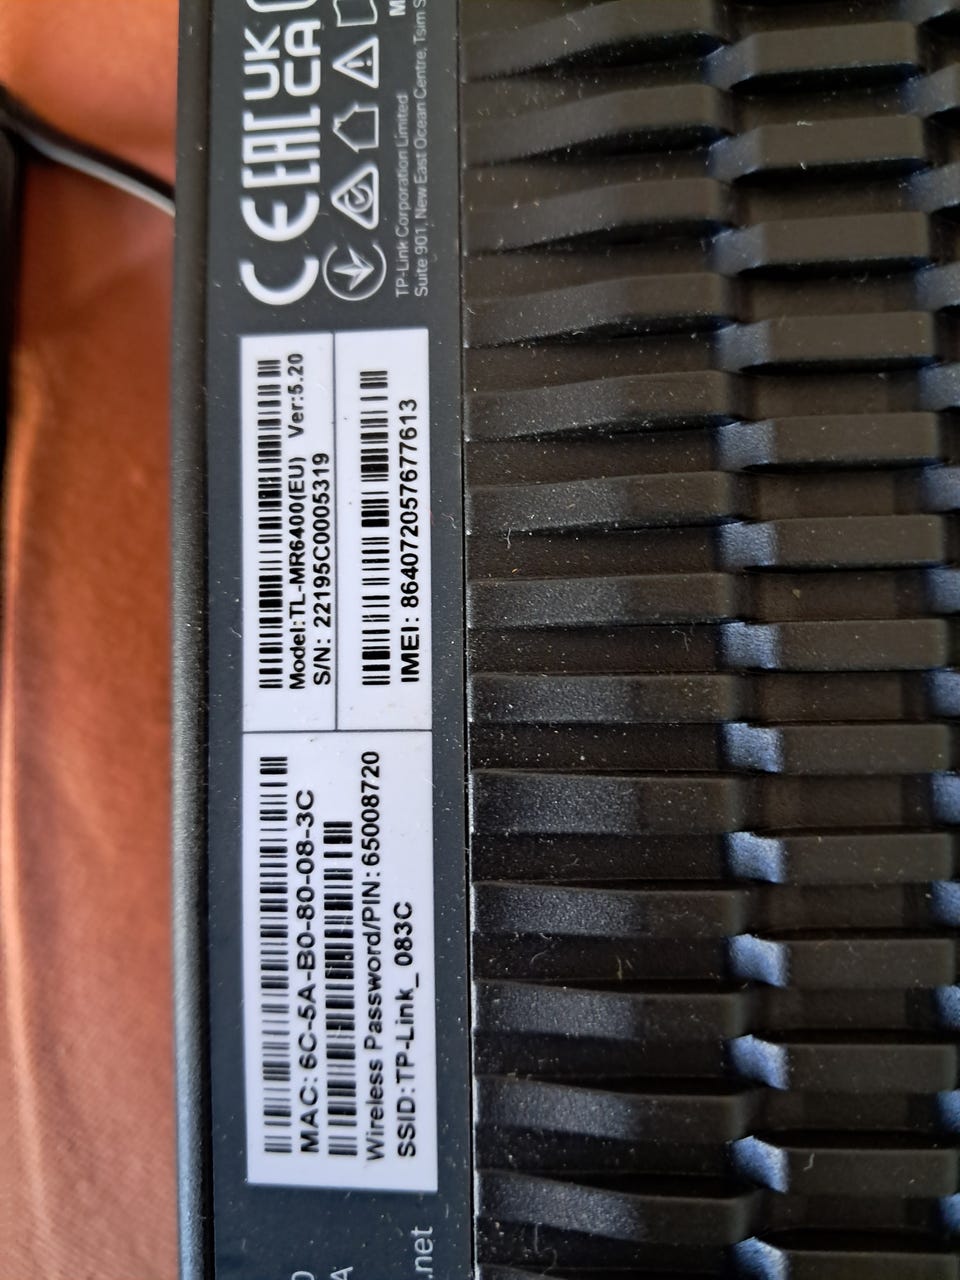 Model:TL-MR6400(EU) Ver:5.20
S/N: 22195C0005319
IMEI: 864072057677613
MAC: 6C-5A-B0-80-08-3C
Wireless Password/PIN:65008720
SSID:TP-Link_083C
CE EAC UK CA
TP-Link Corporation Limited
Suite 901, New East Ocean Centre, Tsim
.net